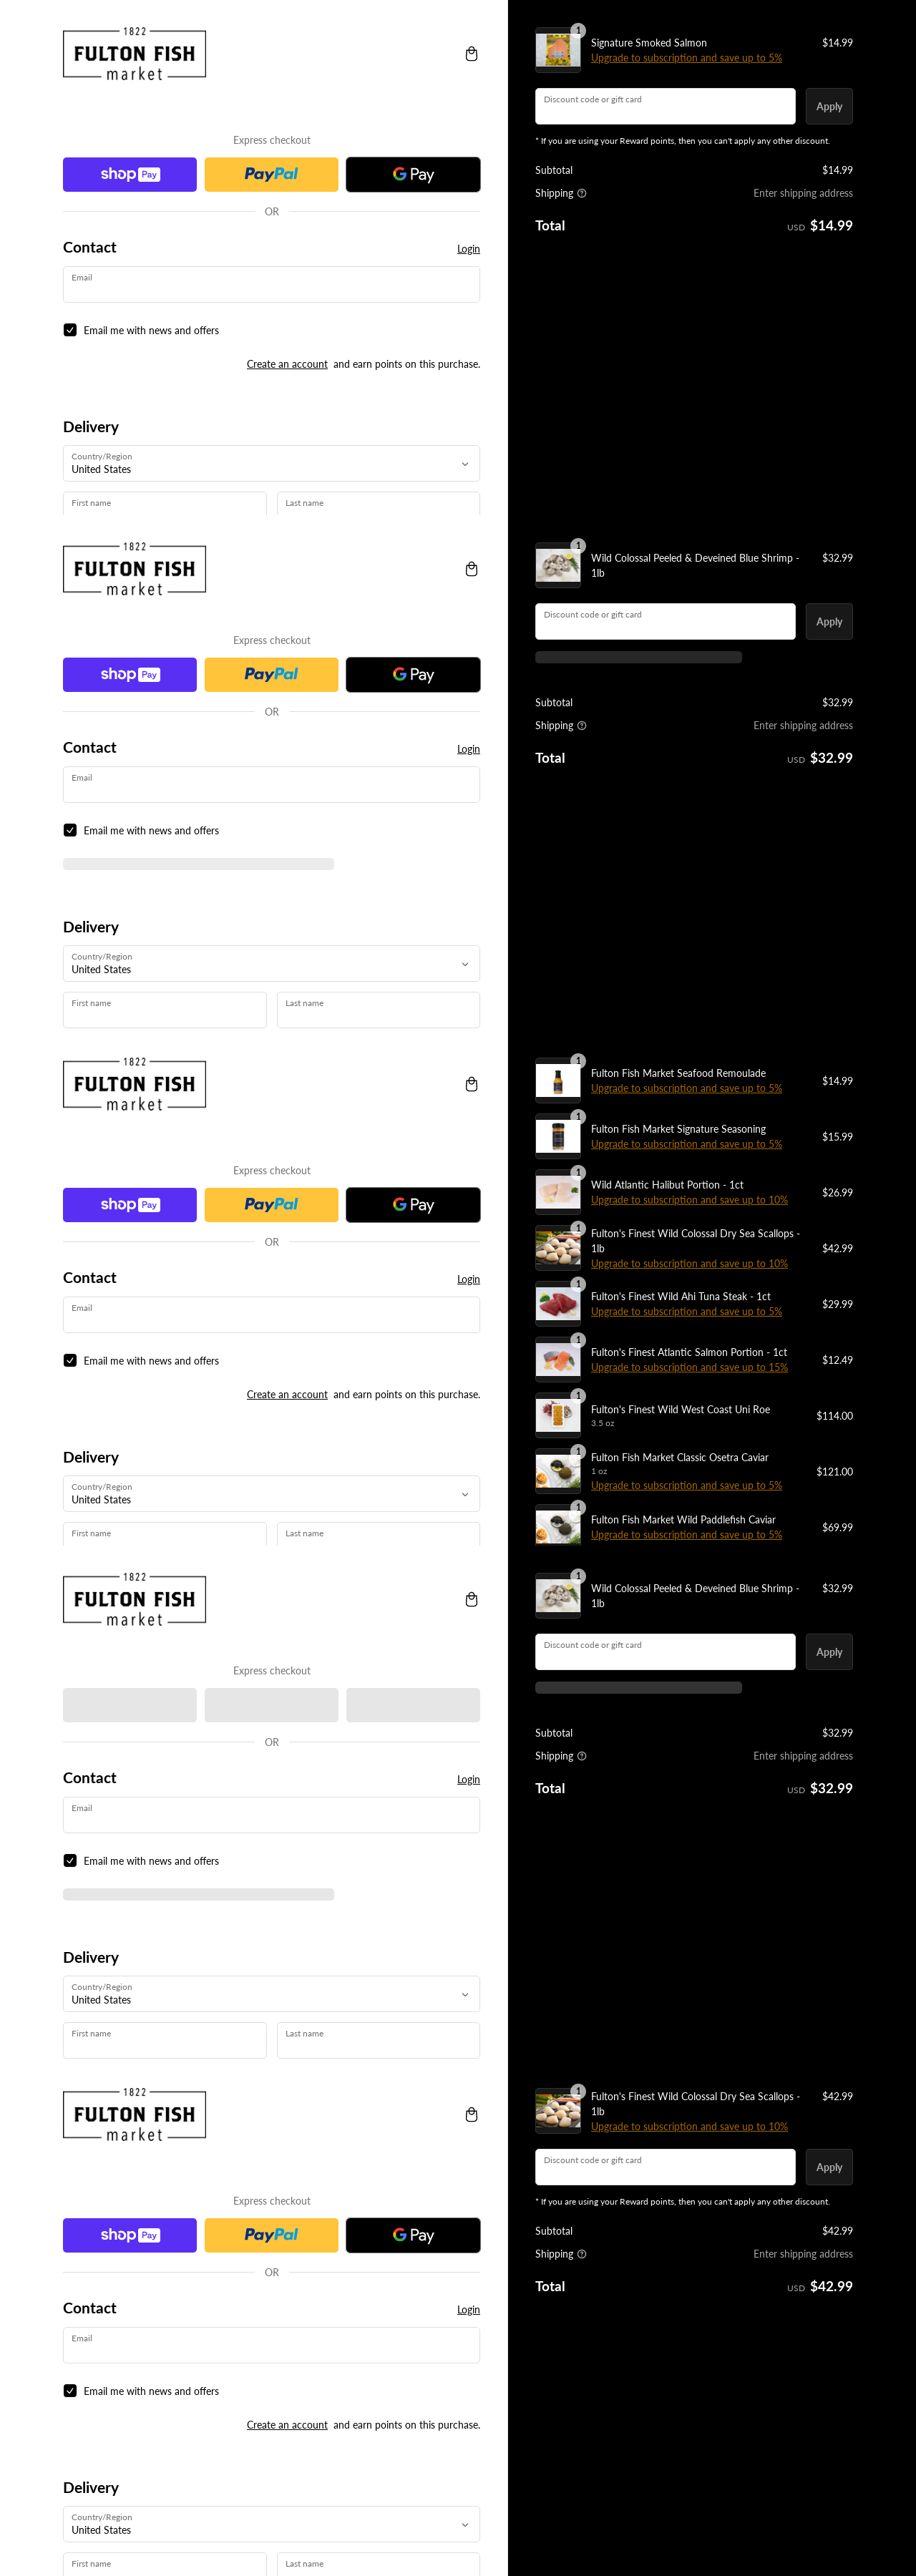 1822
FULTON FISH
market
Express checkout
shop Pay
PayPal
G Pay
OR
Contact
Login
Email
Email me with news and offers
Create an account and earn points on this purchase.
Delivery
Country/Region
United States
First name
Last name
1
Signature Smoked Salmon
$14.99
Upgrade to subscription and save up to 5%
Discount code or gift card
Apply
* If you are using your Reward points, then you can't apply any other discount.
Subtotal
$14.99
Shipping
Enter shipping address
Total
USD $14.99
1822
FULTON FISH
market
Express checkout
shop Pay
PayPal
G Pay
OR
Contact
Login
Email
Email me with news and offers
Delivery
Country/Region
United States
First name
Last name
1
Wild Colossal Peeled & Deveined Blue Shrimp -
1lb
$32.99
Discount code or gift card
Apply
Subtotal
$32.99
Shipping
Enter shipping address
Total
USD $32.99
1822
FULTON FISH
market
Express checkout
shop Pay
PayPal
G Pay
OR
Contact
Login
Email
Email me with news and offers
Create an account and earn points on this purchase.
Delivery
Country/Region
United States
First name
Last name
1
Fulton Fish Market Seafood Remoulade
Upgrade to subscription and save up to 5%
$14.99
1
Fulton Fish Market Signature Seasoning
Upgrade to subscription and save up to 5%
$15.99
1
Wild Atlantic Halibut Portion - 1ct
Upgrade to subscription and save up to 10%
$26.99
1
Fulton's Finest Wild Colossal Dry Sea Scallops -
1lb
Upgrade to subscription and save up to 10%
$42.99
1
Fulton's Finest Wild Ahi Tuna Steak - 1ct
Upgrade to subscription and save up to 5%
$29.99
1
Fulton's Finest Atlantic Salmon Portion - 1ct
Upgrade to subscription and save up to 15%
$12.49
1
Fulton's Finest Wild West Coast Uni Roe
3.5 oz
$114.00
1
Fulton Fish Market Classic Osetra Caviar
1 oz
Upgrade to subscription and save up to 5%
$121.00
1
Fulton Fish Market Wild Paddlefish Caviar
Upgrade to subscription and save up to 5%
$69.99
1822
FULTON FISH
market
Express checkout
OR
Contact
Login
Email
Email me with news and offers
Delivery
Country/Region
United States
First name
Last name
1
Wild Colossal Peeled & Deveined Blue Shrimp -
1lb
$32.99
Discount code or gift card
Apply
Subtotal
$32.99
Shipping
Enter shipping address
Total
USD $32.99
1822
FULTON FISH
market
Express checkout
shop Pay
PayPal
G Pay
OR
Contact
Login
Email
Email me with news and offers
Create an account and earn points on this purchase.
Delivery
Country/Region
United States
First name
Last name
1
Fulton's Finest Wild Colossal Dry Sea Scallops -
1lb
$42.99
Upgrade to subscription and save up to 10%
Discount code or gift card
Apply
* If you are using your Reward points, then you can't apply any other discount.
Subtotal
$42.99
Shipping
Enter shipping address
Total
USD $42.99